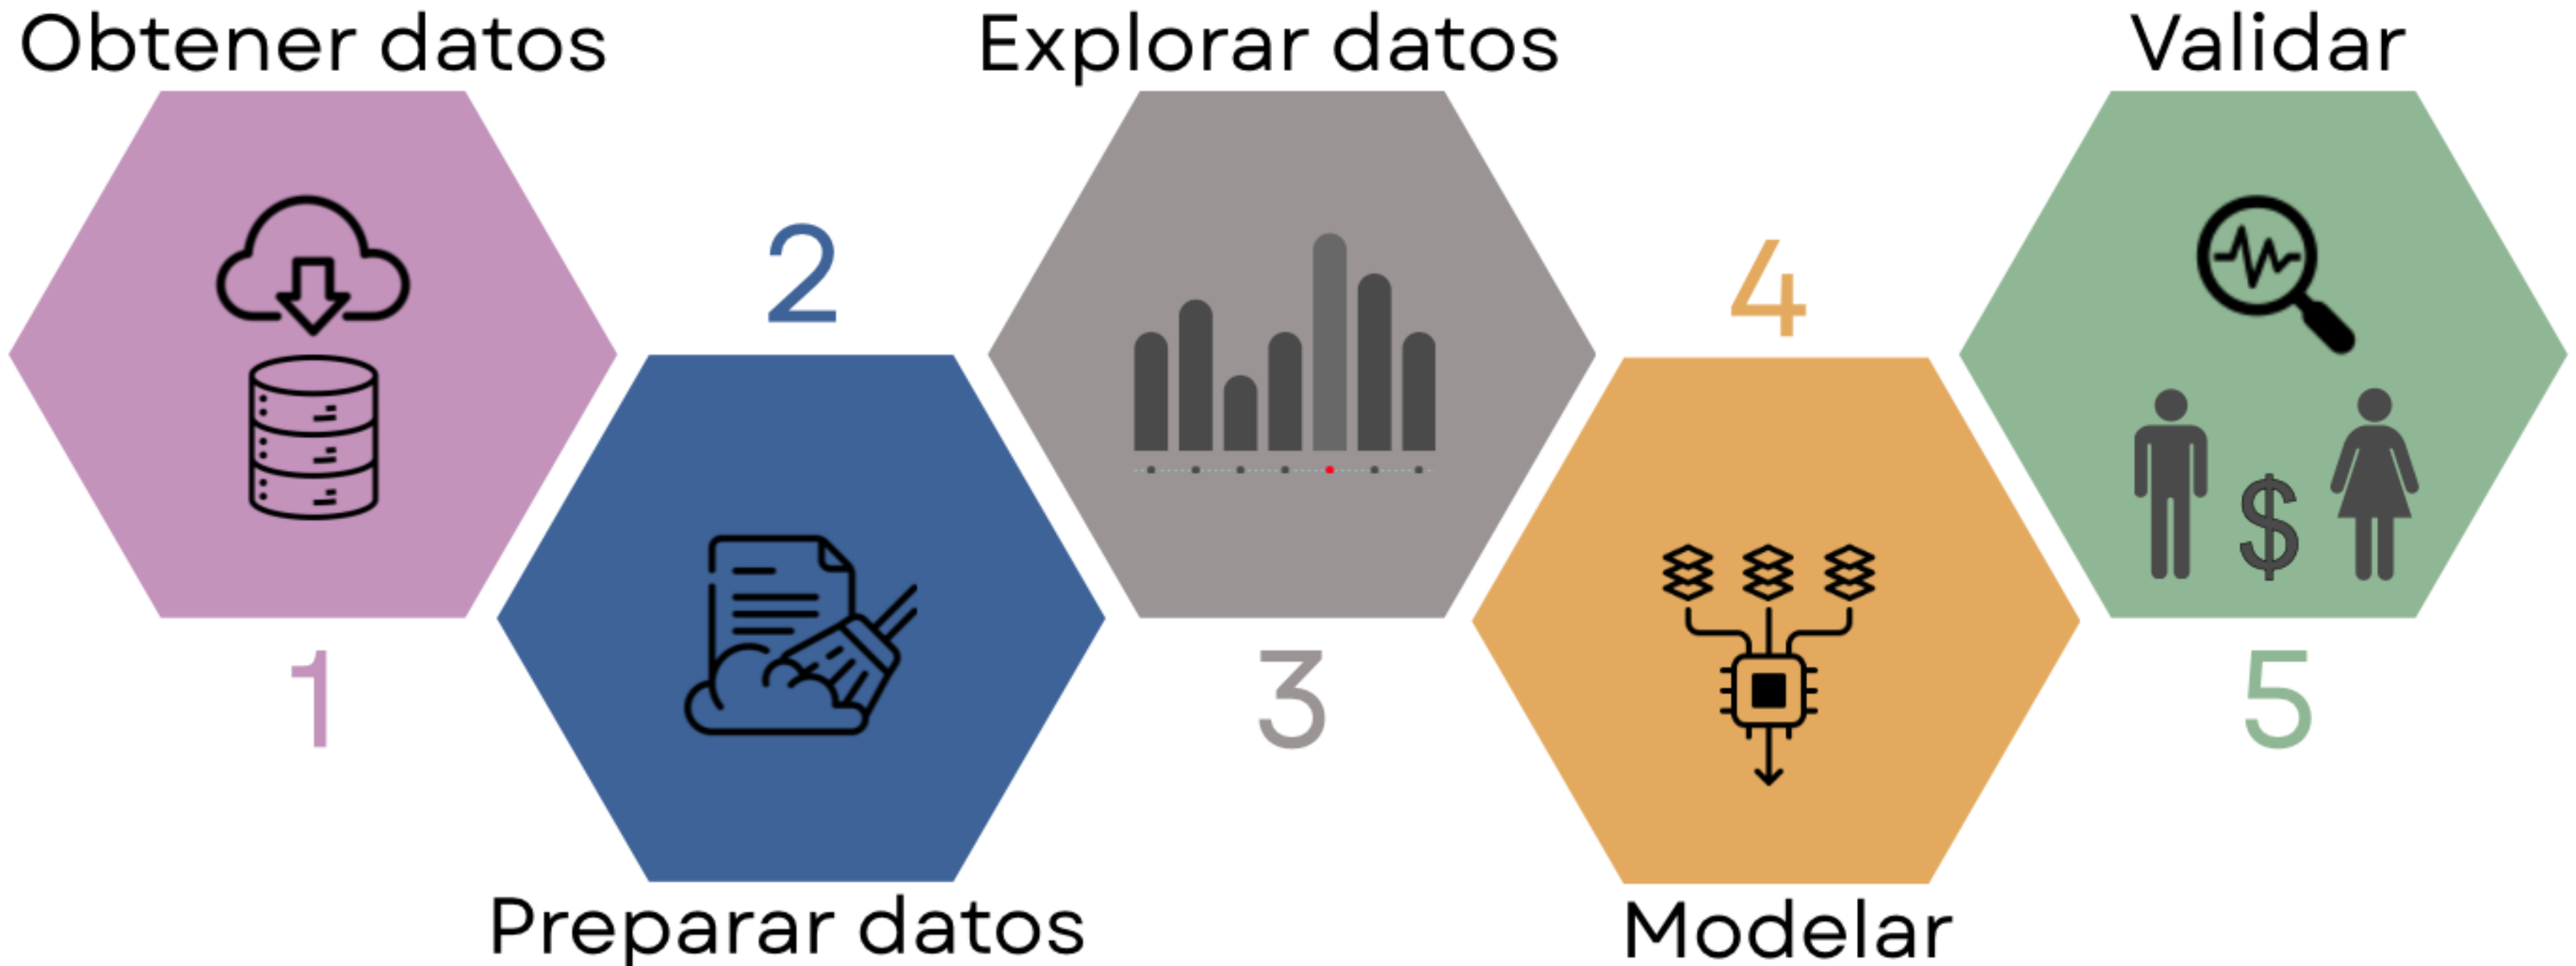 Obtener datos
1
2
Preparar datos
Explorar datos
3
4
Modelar
Validar
$
5